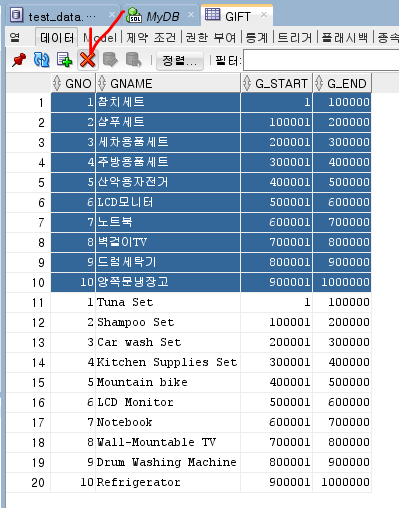 test_data.... MyDB GIFT
열 데이터 Model 제약 조건 권한 부여 통계 트리거 플래시백 종속
정렬... 필터:
GNO GNAME G_START G_END
1 1 참치세트 1 100000
2 2 샴푸세트 100001 200000
3 3 세차용품세트 200001 300000
4 4 주방용품세트 300001 400000
5 5 산악용자전거 400001 500000
6 6 LCD모니터 500001 600000
7 7 노트북 600001 700000
8 8 벽걸이TV 700001 800000
9 9 드럼세탁기 800001 900000
10 10 양쪽문냉장고 900001 1000000
11 1 Tuna Set 1 100000
12 2 Shampoo Set 100001 200000
13 3 Car wash Set 200001 300000
14 4 Kitchen Supplies Set 300001 400000
15 5 Mountain bike 400001 500000
16 6 LCD Monitor 500001 600000
17 7 Notebook 600001 700000
18 8 Wall-Mountable TV 700001 800000
19 9 Drum Washing Machine 800001 900000
20 10 Refrigerator 900001 1000000